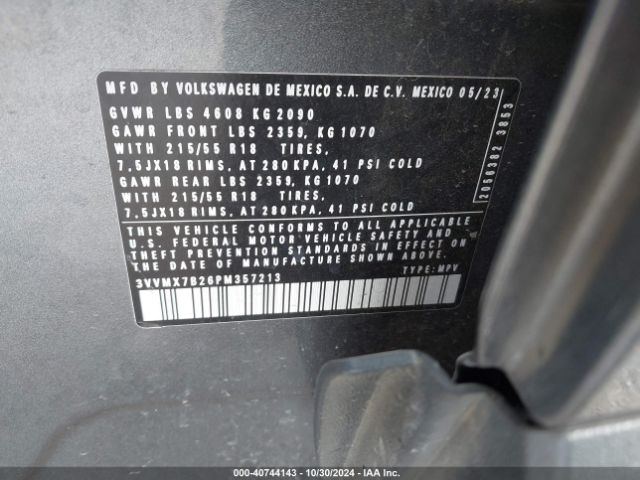 MFD BY VOLKSWAGEN DE MEXICO S.A. DE C.V. MEXICO 05/23
GVWR LBS 4608 KG 2090
GAWR FRONT LBS 2359, KG 1070
WITH 215/55 R18 TIRES,
7,5JX18 RIMS, AT 280 KPA, 41 PSI COLD
GAWR REAR LBS 2359, KG 1070
WITH 215/55 R18 TIRES,
7,5JX18 RIMS, AT 280KPA, 41 PSI COLD
THIS VEHICLE CONFORMS TO ALL APPLICABLE
U.S. FEDERAL MOTOR VEHICLE SAFETY AND
THEFT PREVENTION STANDARDS IN EFFECT ON
THE DATE OF MANUFACTURE SHOWN ABOVE.
3VVMX7B26PM357213 TYPE: MPV
2056382 3853
000-40744143 - 10/30/2024 - IAA Inc.